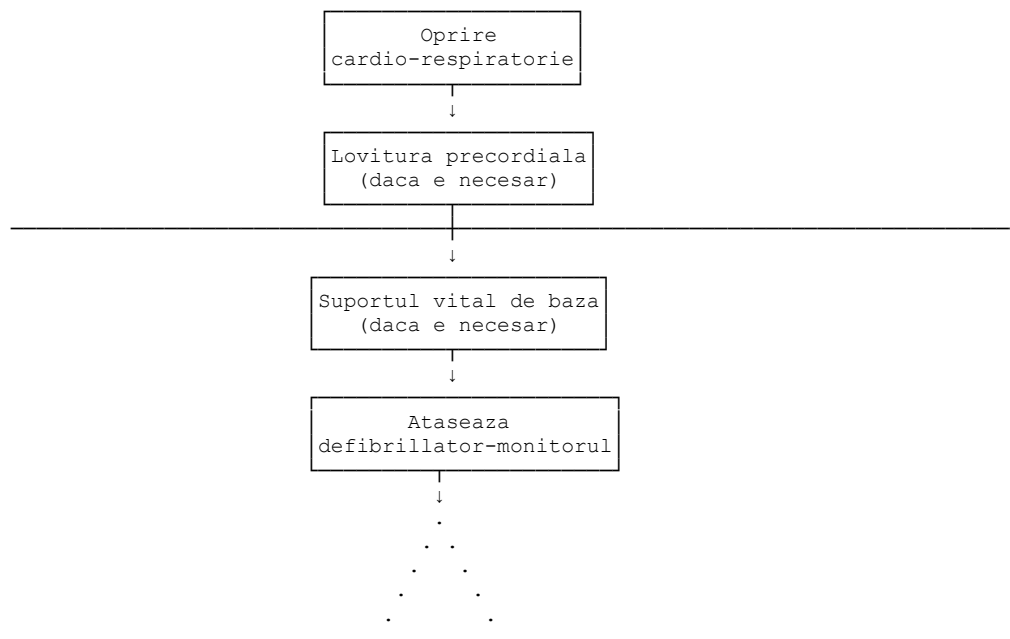 Oprire
cardio-respiratorie
Lovitura precordiala
(daca e necesar)
Suportul vital de baza
(daca e necesar)
Ataseaza
defibrillator-monitorul